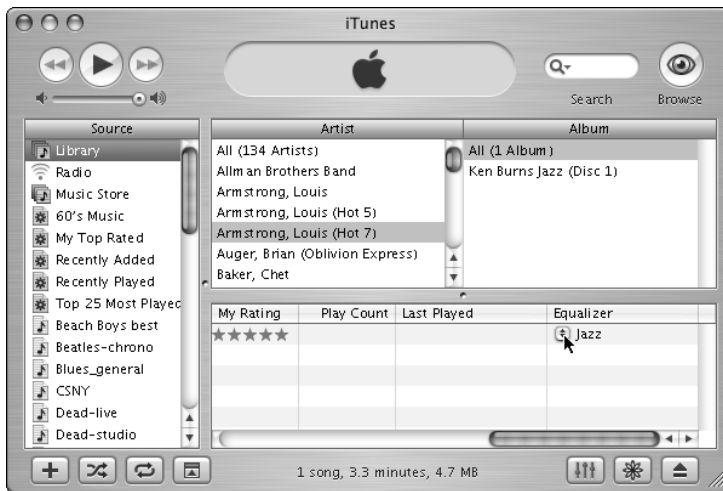 iTunes
Search
Browse
Source
Library
Radio
Music Store
60's Music
My Top Rated
Recently Added
Recently Played
Top 25 Most Played
Beach Boys best
Beatles-chrono
Blues_general
CSNY
Dead-live
Dead-studio
Artist
All (134 Artists)
Allman Brothers Band
Armstrong, Louis
Armstrong, Louis (Hot 5)
Armstrong, Louis (Hot 7)
Auger, Brian (Oblivion Express)
Baker, Chet
Album
All (1 Album)
Ken Burns Jazz (Disc 1)
My Rating Play Count Last Played Equalizer
Jazz
1 song, 3.3 minutes, 4.7 MB